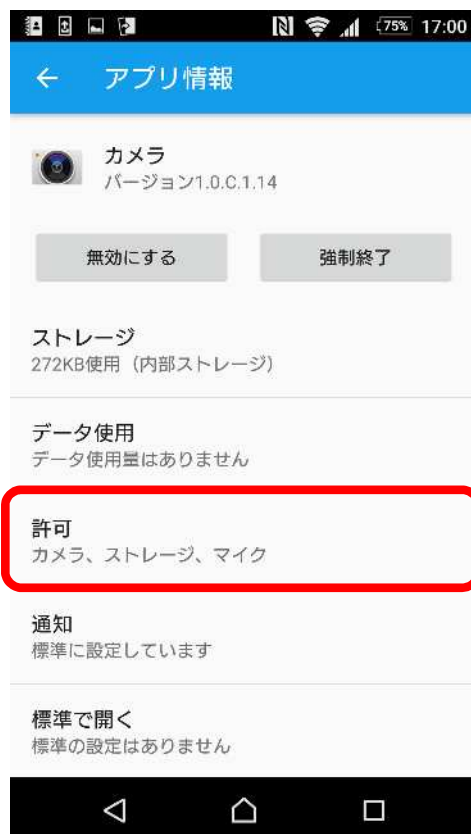 75% 17:00
アプリ情報
カメラ
バージョン1.0.C.1.14
無効にする 強制終了
ストレージ
272KB使用（内部ストレージ）
データ使用
データ使用量はありません
許可
カメラ、ストレージ、マイク
通知
標準に設定しています
標準で開く
標準の設定はありません